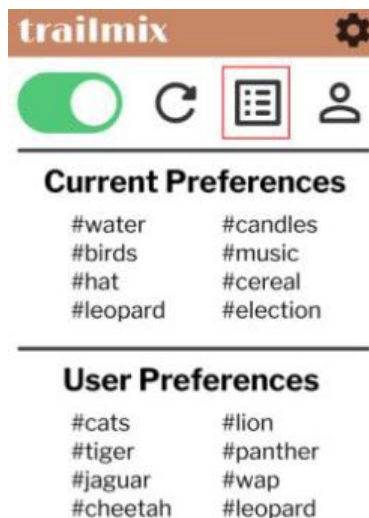 trailmix
Current Preferences
#water #candles
#birds #music
#hat #cereal
#leopard #election
User Preferences
#cats #lion
#tiger #panther
#jaguar #wap
#cheetah #leopard